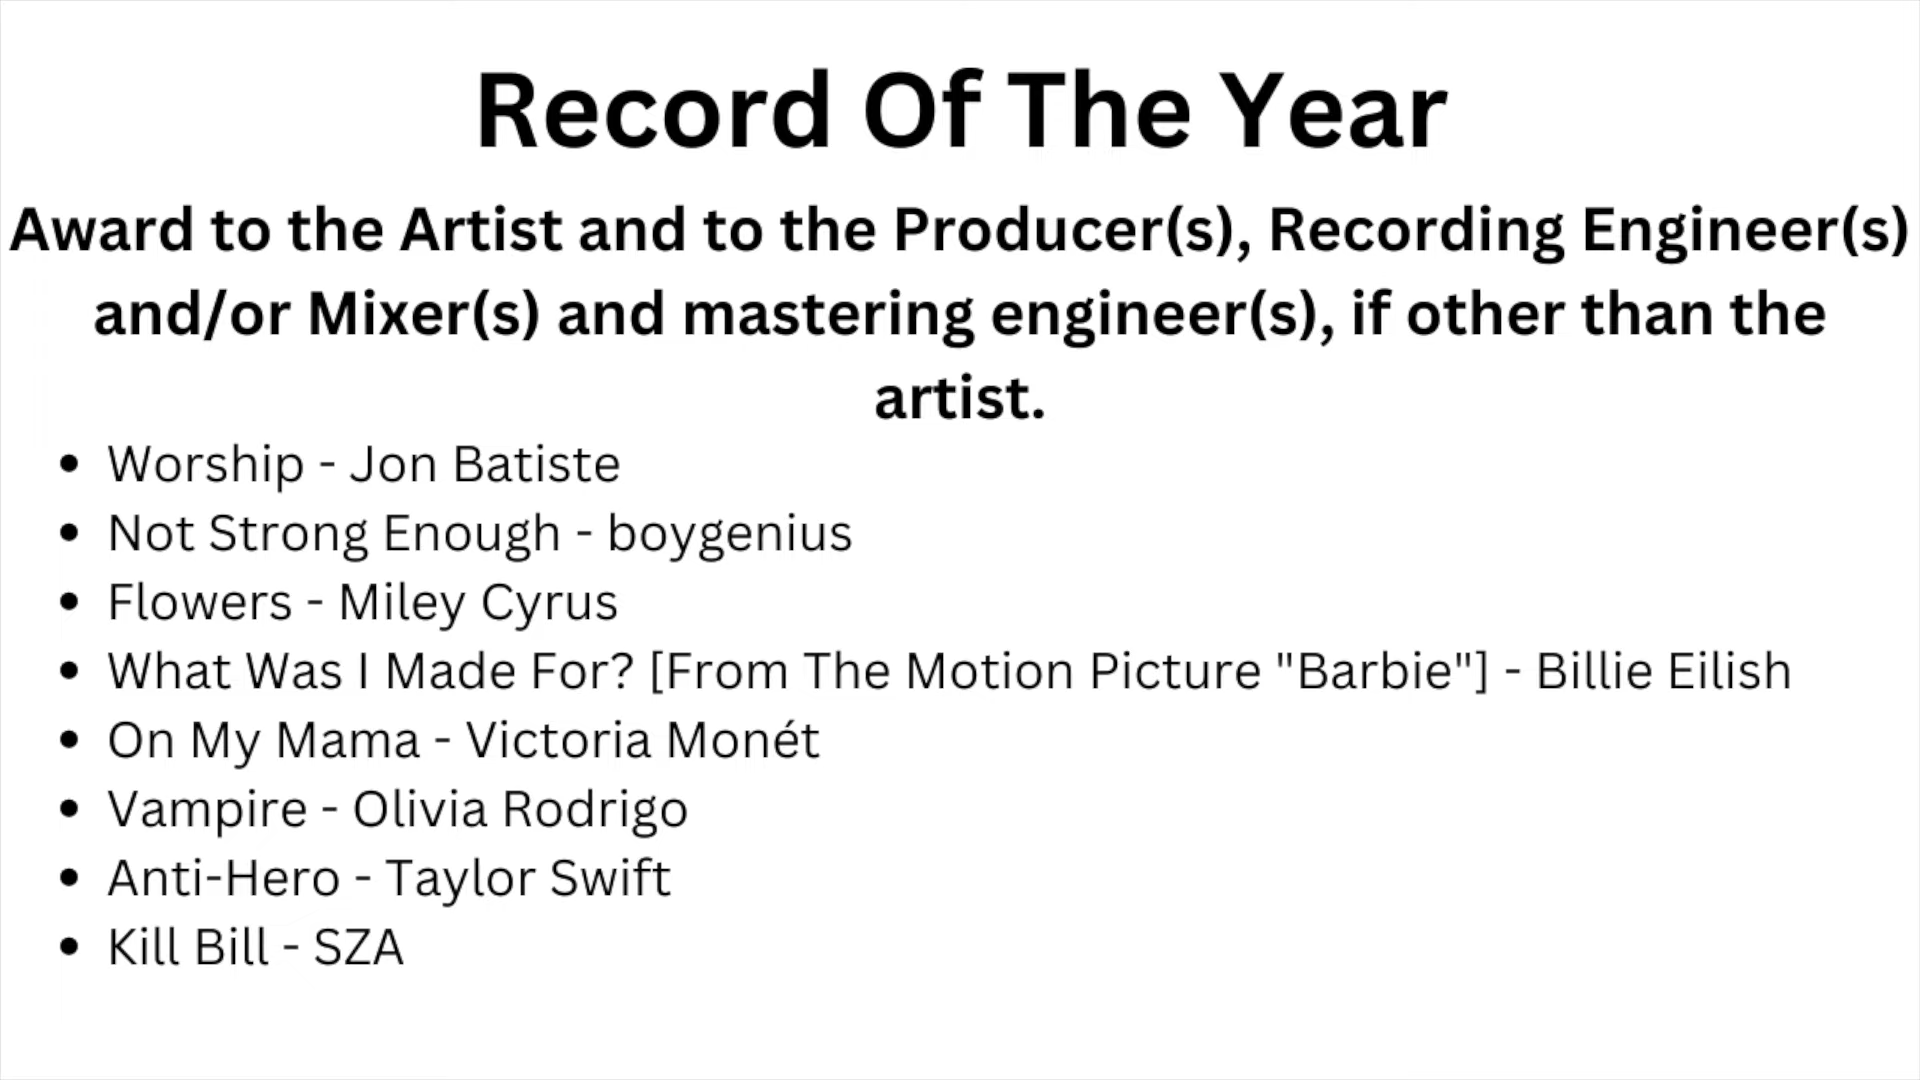 Record Of The Year
Award to the Artist and to the Producer(s), Recording Engineer(s)
and/or Mixer(s) and mastering engineer(s), if other than the
artist.
• Worship - Jon Batiste
• Not Strong Enough - boygenius
• Flowers - Miley Cyrus
• What Was I Made For? [From The Motion Picture "Barbie"] - Billie Eilish
• On My Mama - Victoria Monét
• Vampire - Olivia Rodrigo
• Anti-Hero - Taylor Swift
• Kill Bill - SZA